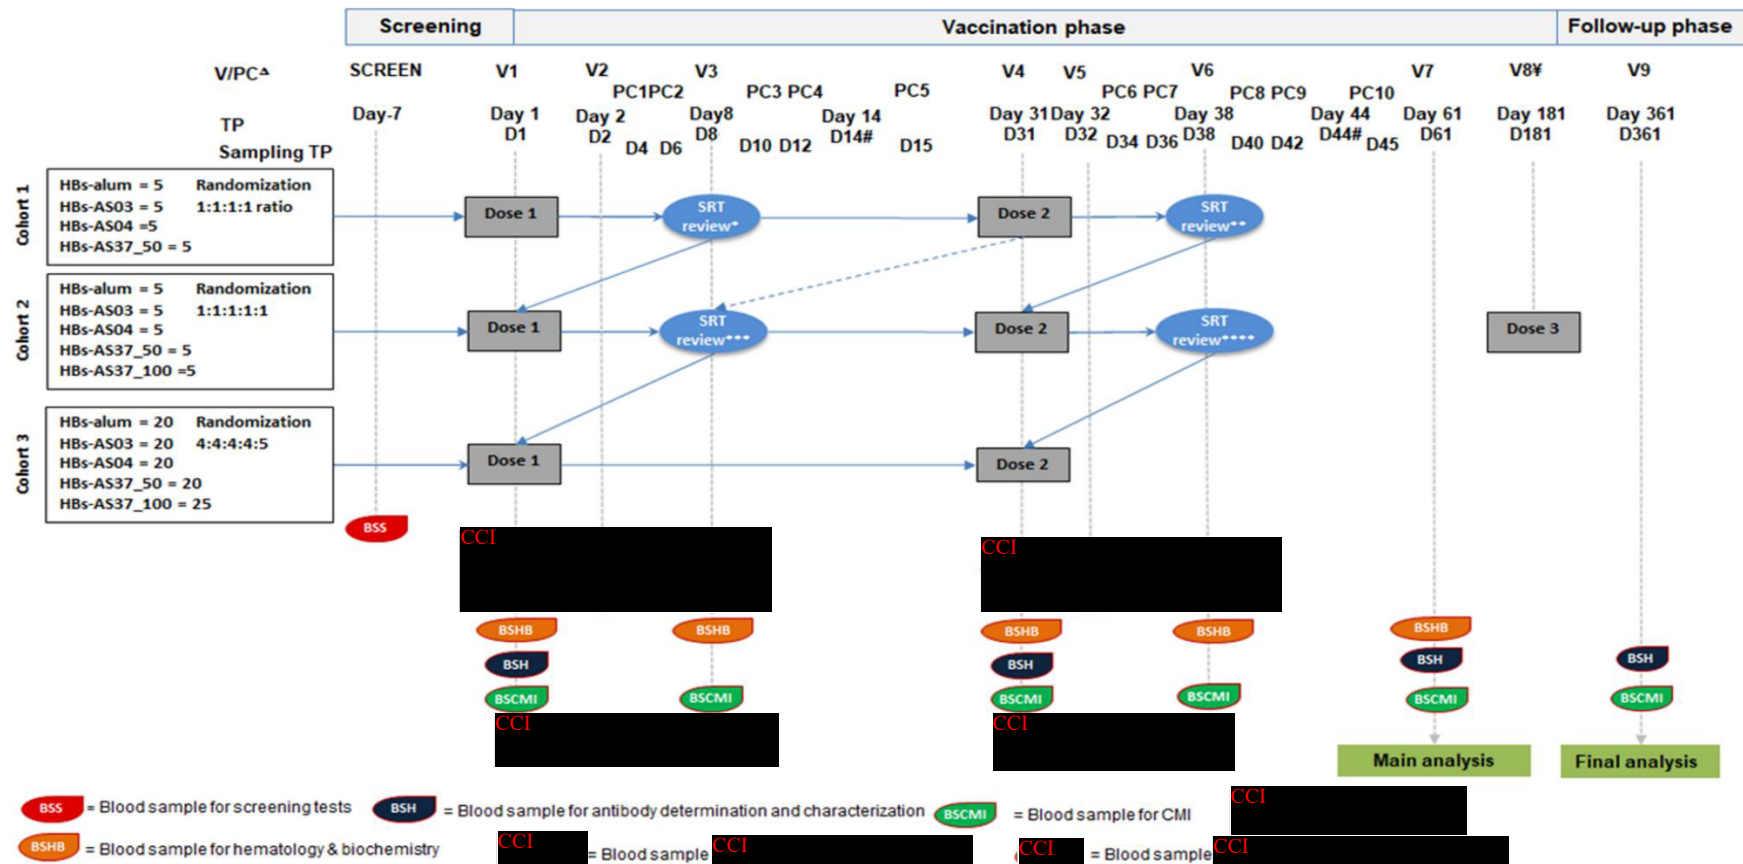 Screening Vaccination phase Follow-up phase
V/PCΔ SCREEN V1 V2 V3 V4 V5 V6 V7 V8¥ V9
PC1 PC2 PC3 PC4 PC5 PC6 PC7 PC8 PC9 PC10
TP Day-7 Day 1 Day 2 Day8 Day 14 Day 31 Day 32 Day 38 Day 44 Day 61 Day 181 Day 361
Sampling TP D1 D2 D4 D6 D8 D10 D12 D14# D15 D31 D32 D34 D36 D38 D40 D42 D44# D45 D61 D181 D361
Cohort 1
HBs-alum = 5 Randomization
HBs-AS03 = 5 1:1:1:1 ratio
HBs-AS04 =5
HBs-AS37_50 = 5
Dose 1
SRT
review*
Dose 2
SRT
review**
Cohort 2
HBs-alum = 5 Randomization
HBs-AS03 = 5 1:1:1:1:1
HBs-AS04 = 5
HBs-AS37_50 = 5
HBs-AS37_100 =5
Dose 1
SRT
review***
Dose 2
SRT
review****
Dose 3
Cohort 3
HBs-alum = 20 Randomization
HBs-AS03 = 20 4:4:4:4:5
HBs-AS04 = 20
HBs-AS37_50 = 20
HBs-AS37_100 = 25
Dose 1
Dose 2
BSS
CCI CCI
BSHB BSHB BSHB BSHB BSHB
BSH BSH BSH BSH
BSCMI BSCMI BSCMI BSCMI BSCMI BSCMI
CCI CCI
Main analysis Final analysis
BSS = Blood sample for screening tests BSH = Blood sample for antibody determination and characterization BSCMI = Blood sample for CMI CCI
BSHB = Blood sample for hematology & biochemistry CCI = Blood sample CCI CCI = Blood sample CCI